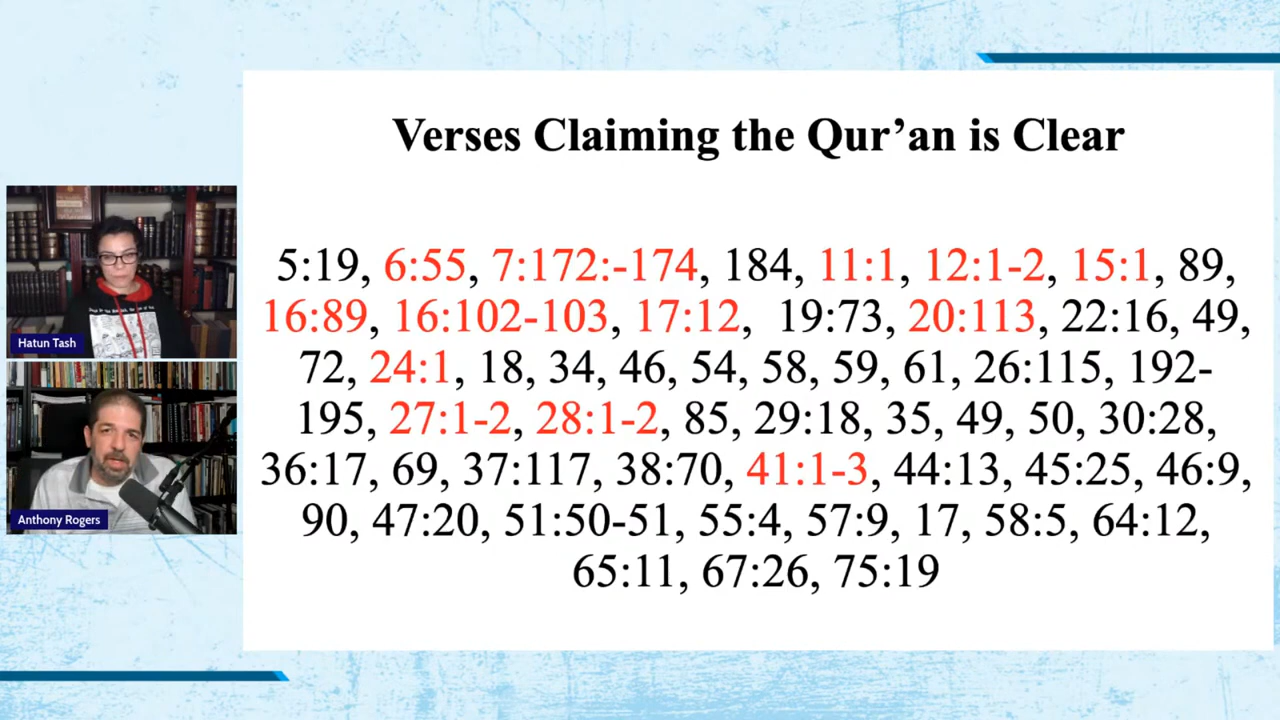 Verses Claiming the Qur’an is Clear
5:19, 6:55, 7:172:-174, 184, 11:1, 12:1-2, 15:1, 89,
16:89, 16:102-103, 17:12, 19:73, 20:113, 22:16, 49,
72, 24:1, 18, 34, 46, 54, 58, 59, 61, 26:115, 192-
195, 27:1-2, 28:1-2, 85, 29:18, 35, 49, 50, 30:28,
36:17, 69, 37:117, 38:70, 41:1-3, 44:13, 45:25, 46:9,
90, 47:20, 51:50-51, 55:4, 57:9, 17, 58:5, 64:12,
65:11, 67:26, 75:19
Hatun Tash
Anthony Rogers